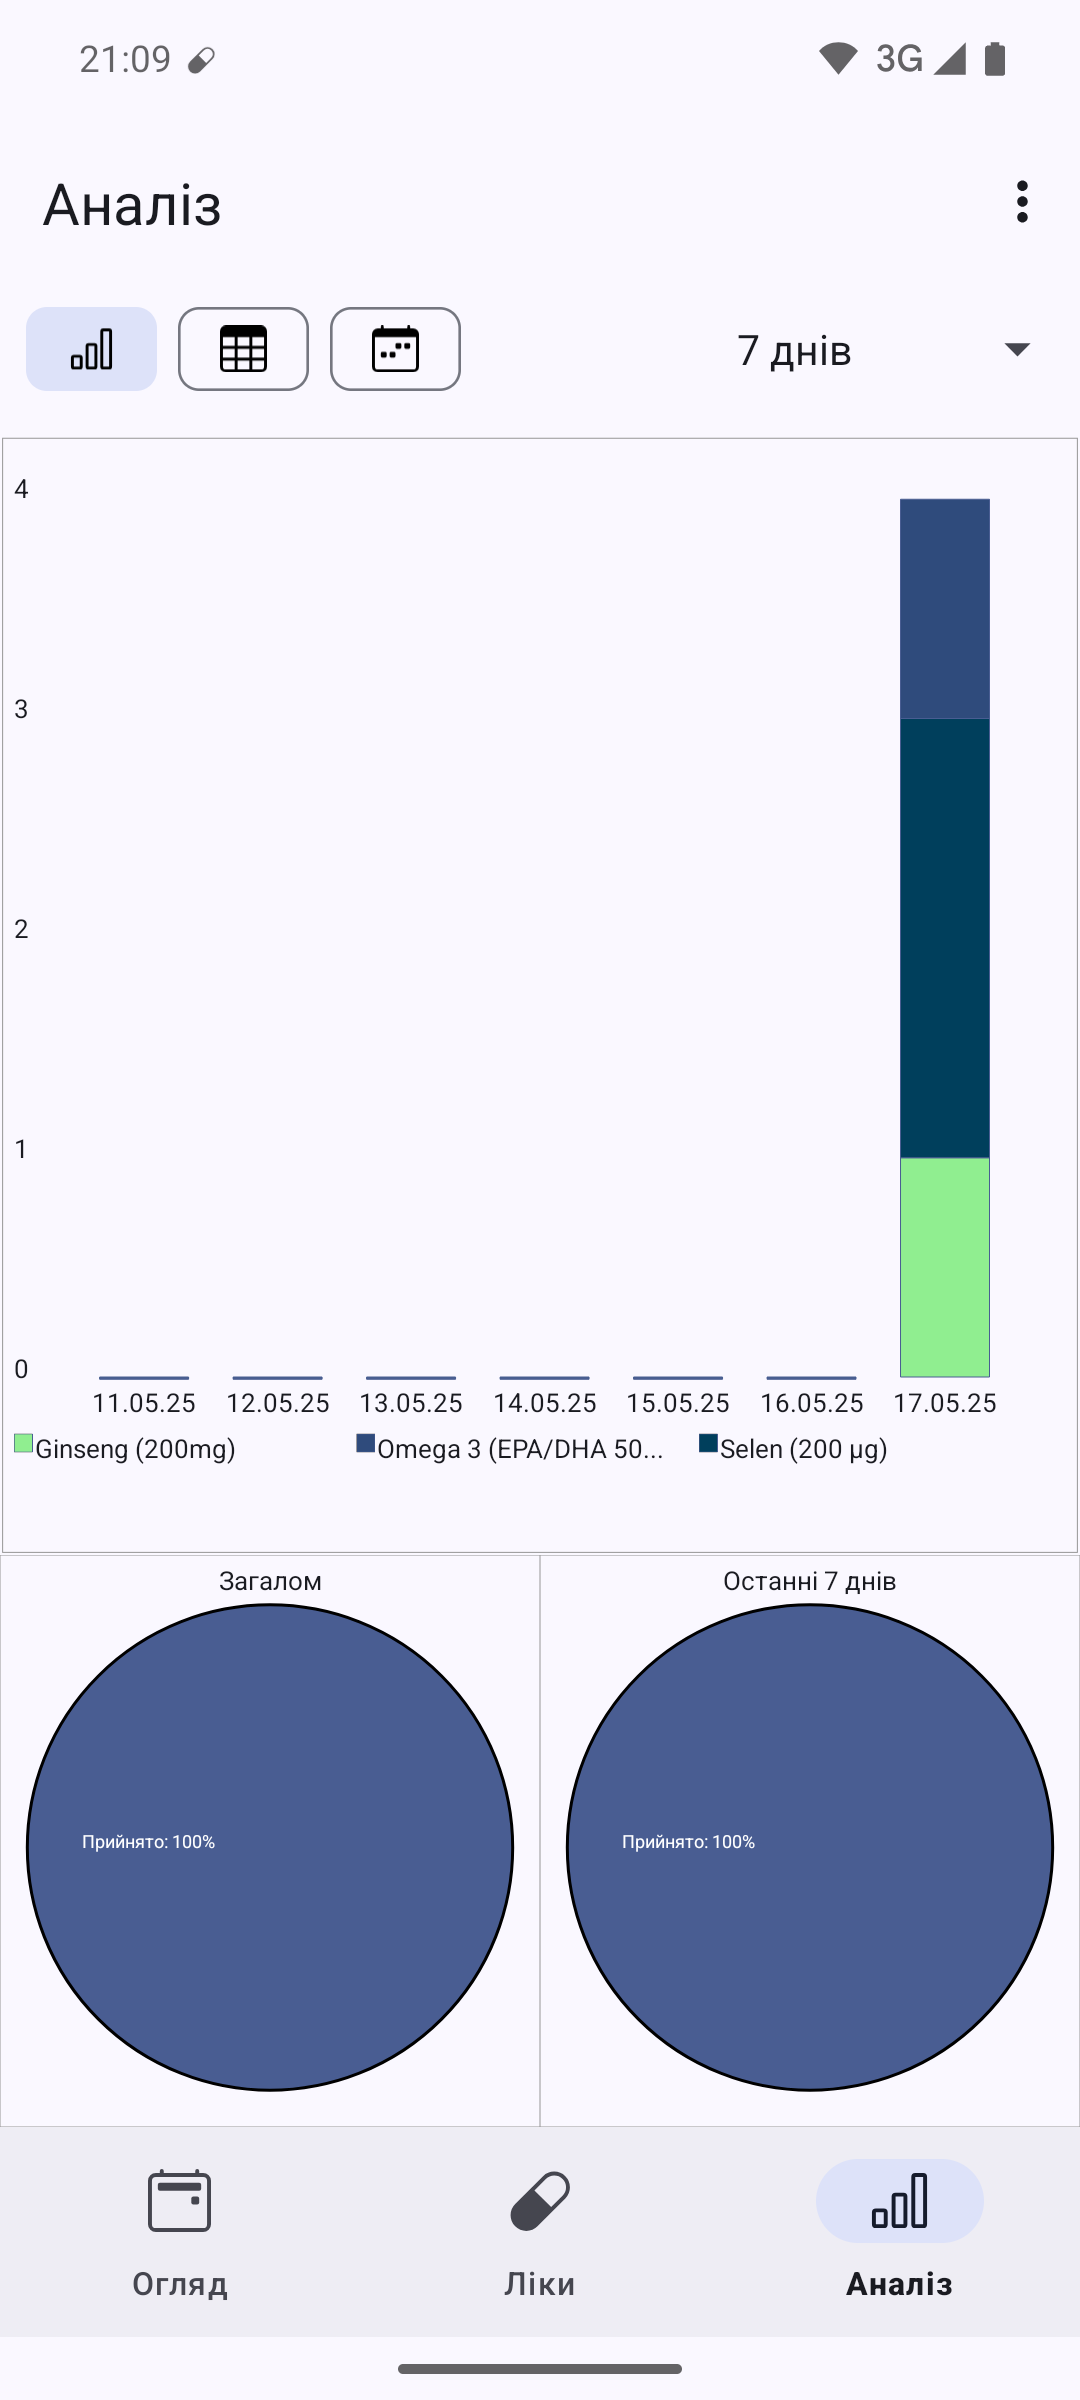 21:09
3G
Аналіз
7 днів
4
3
2
1
0
11.05.25 12.05.25 13.05.25 14.05.25 15.05.25 16.05.25 17.05.25
Ginseng (200mg) Omega 3 (EPA/DHA 50... Selen (200 µg)
Загалом
Останні 7 днів
Прийнято: 100%
Прийнято: 100%
Огляд
Ліки
Аналіз